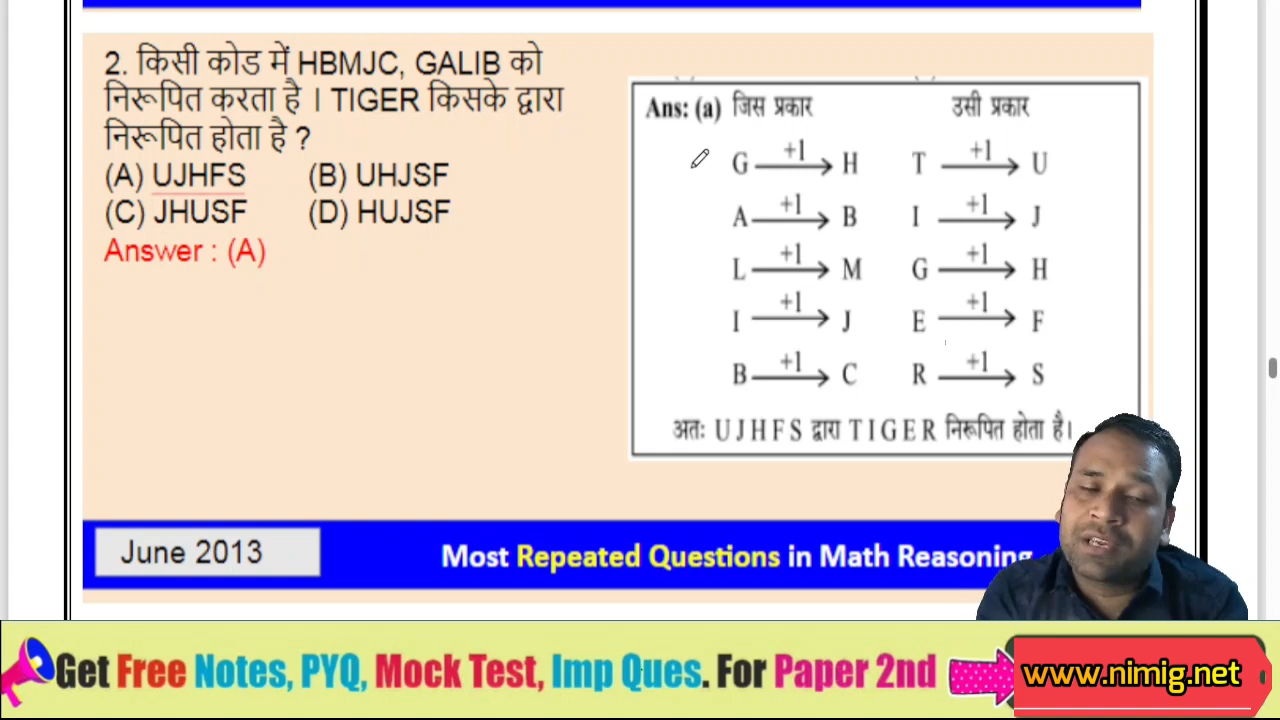 2. किसी कोड में HBMJC, GALIB को
निरूपित करता है । TIGER किसके द्वारा
निरूपित होता है ?
(A) UJHFS (B) UHJSF
(C) JHUSF (D) HUJSF
Answer : (A)
Ans: (a) जिस प्रकार उसी प्रकार
G +1 H T +1 U
A +1 B I +1 J
L +1 M G +1 H
I +1 J E +1 F
B +1 C R +1 S
अतः U J H F S द्वारा T I G E R निरूपित होता है।
June 2013
Most Repeated Questions in Math Reasoning
Get Free Notes, PYQ, Mock Test, Imp Ques. For Paper 2nd
www.nimig.net